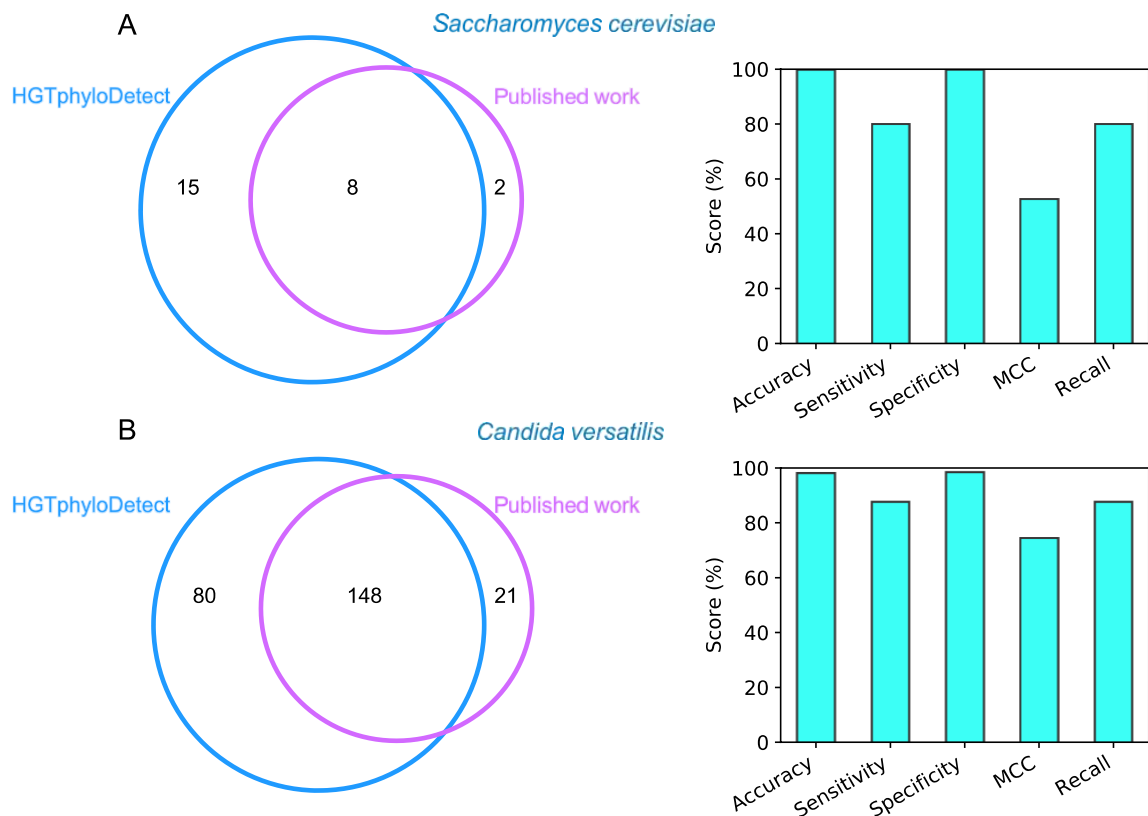 A
Saccharomyces cerevisiae
HGTphyloDetect
Published work
15
8
2
100
80
60
40
20
0
Score (%)
Accuracy
Sensitivity
Specificity
MCC
Recall
B
Candida versatilis
HGTphyloDetect
Published work
80
148
21
100
80
60
40
20
0
Score (%)
Accuracy
Sensitivity
Specificity
MCC
Recall